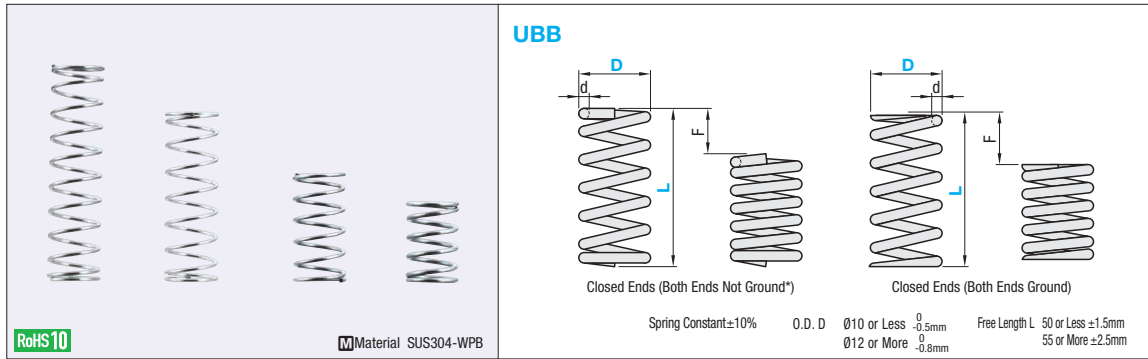 UBB
D
d
F
L
D
d
F
L
Closed Ends (Both Ends Not Ground*)
Closed Ends (Both Ends Ground)
RoHS10
M Material SUS304-WPB
Spring Constant±10%
O.D. D Ø10 or Less 0 -0.5mm
Ø12 or More 0 -0.8mm
Free Length L 50 or Less ±1.5mm
55 or More ±2.5mm